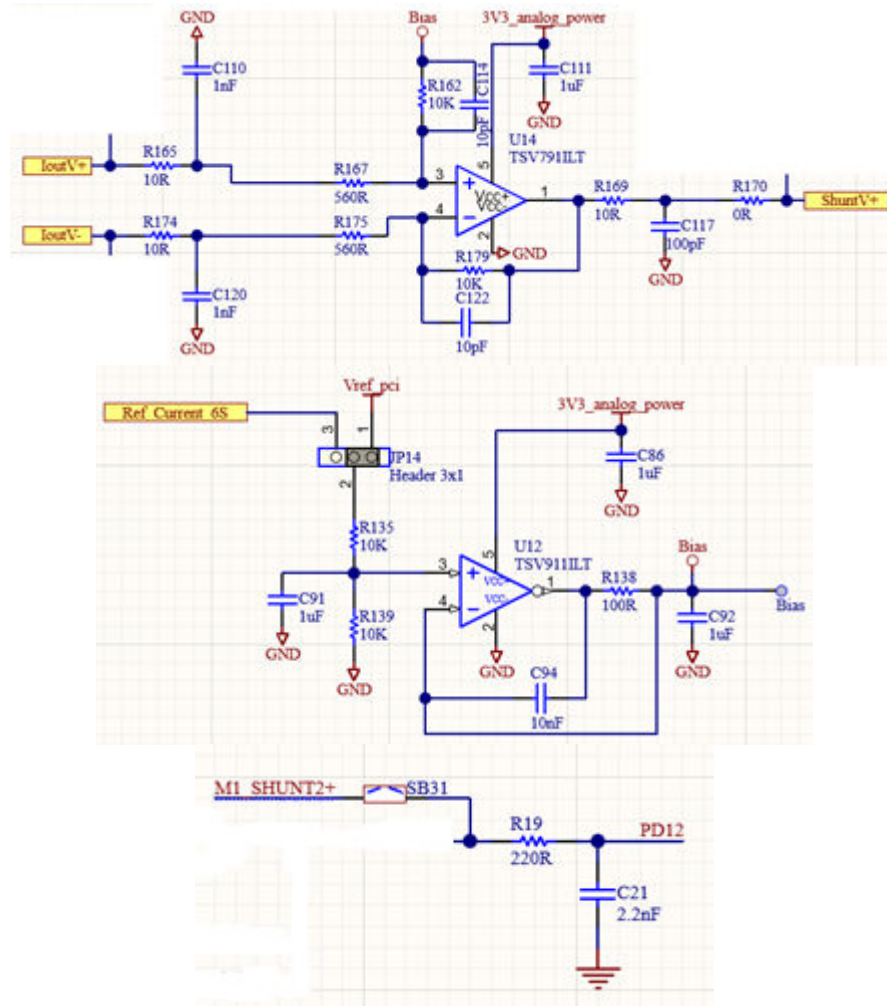 GND
Bias
3V3_analog_power
C110
1nF
R162
10K
C114
10pF
C111
1uF
GND
U14
TSV791ILT
IoutV+
R165
10R
R167
560R
3
5
VCC+
VCC-
1
R169
10R
R170
0R
ShuntV+
IoutV-
R174
10R
R175
560R
4
2
GND
C117
100pF
GND
C120
1nF
GND
R179
10K
C122
10pF
Vref_pci
Ref_Current_6S
3
1
JP14
Header 3x1
2
3V3_analog_power
C86
1uF
GND
R135
10K
U12
TSV911ILT
Bias
3
5
VCC+
VCC-
1
R138
100R
Bias
C91
1uF
GND
R139
10K
GND
4
2
GND
C92
1uF
GND
C94
10nF
M1_SHUNT2+
SB31
R19
220R
PD12
C21
2.2nF